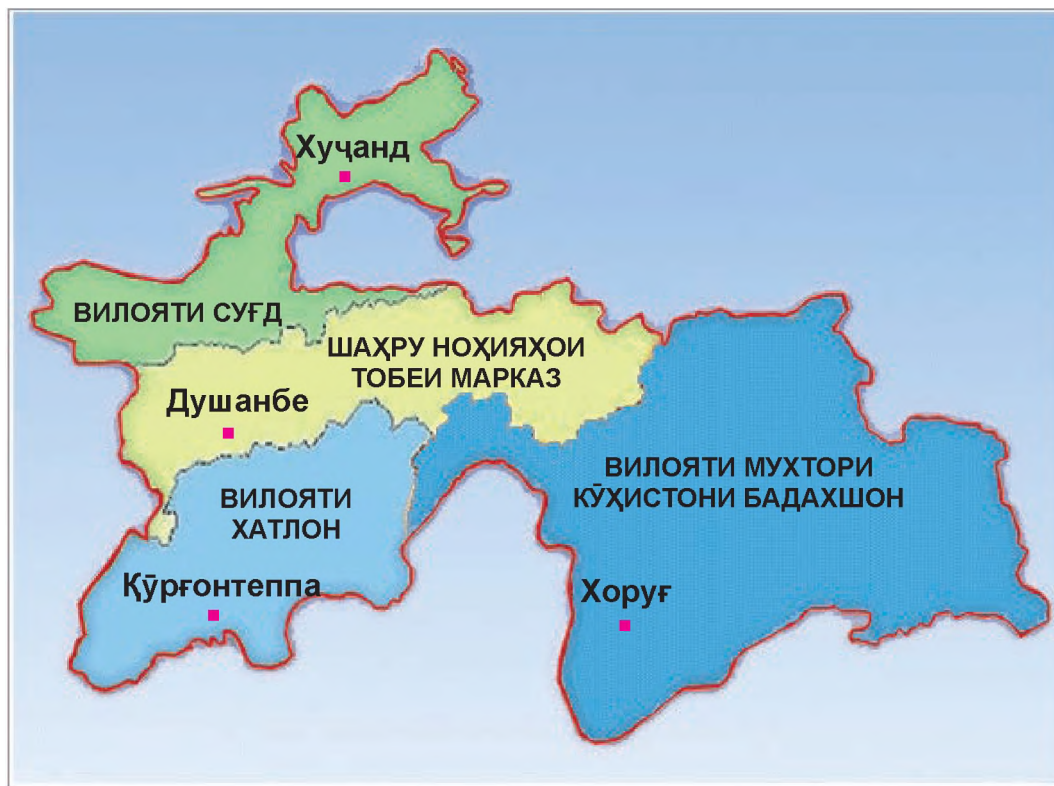 Хуҷанд
ВИЛОЯТИ СУҒД
ШАҲРУ НОҲИЯҲОИ
ТОБЕИ МАРКАЗ
Душанбе
ВИЛОЯТИ МУХТОРИ
КӮҲИСТОНИ БАДАХШОН
ВИЛОЯТИ
ХАТЛОН
Қӯрғонтеппа
Хоруғ